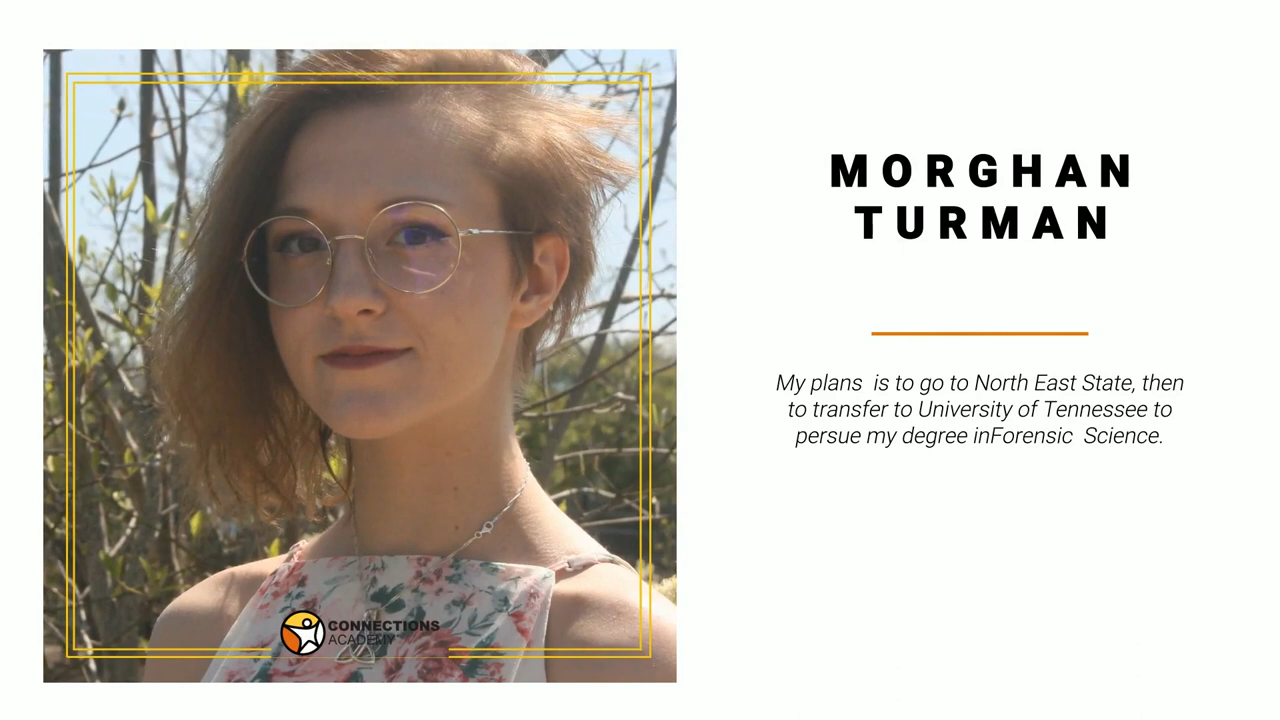 MORGHAN
TURMAN
My plans  is to go to North East State, then
to transfer to University of Tennessee to
persue my degree inForensic  Science.
CONNECTIONS
ACADEMY